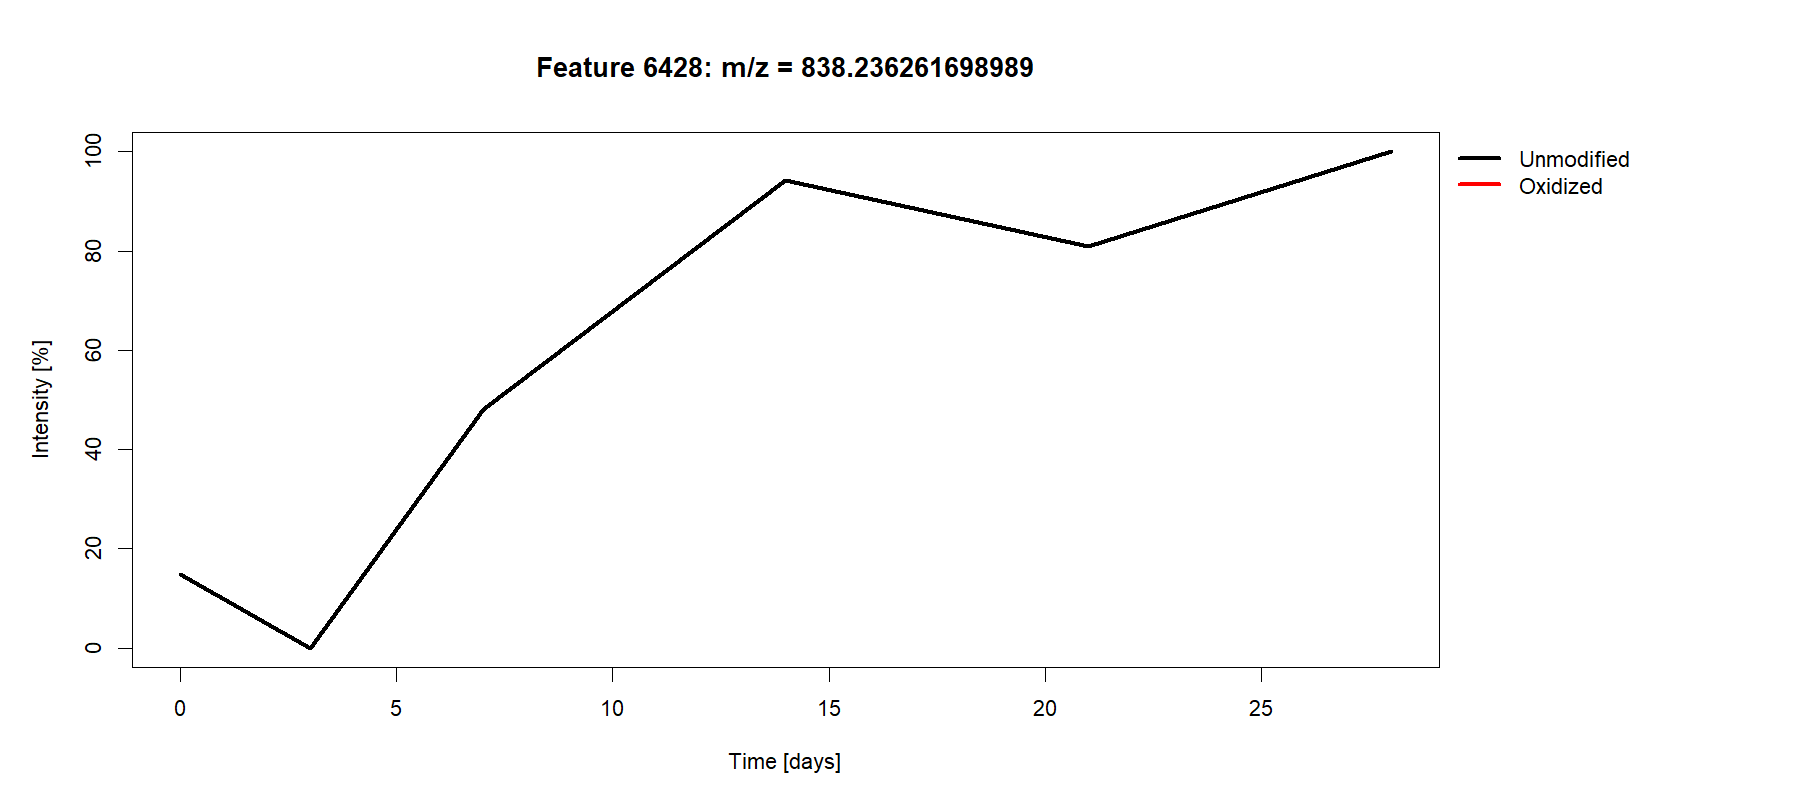 Feature 6428: m/z = 838.236261698989
100
80
60
40
20
0
Intensity [%]
0 5 10 15 20 25
Time [days]
Unmodified
Oxidized